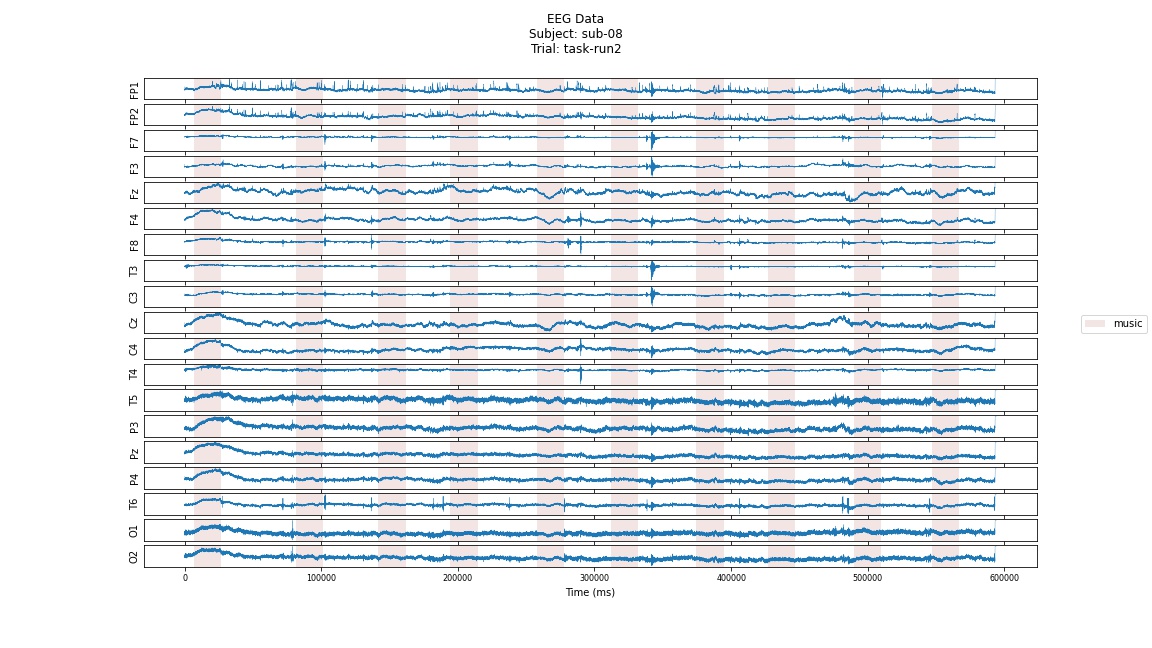 EEG Data
Subject: sub-08
Trial: task-run2
FP1
FP2
F7
F3
Fz
F4
F8
T3
C3
Cz
C4
T4
T5
P3
Pz
P4
T6
O1
O2
music
0 100000 200000 300000 400000 500000 600000
Time (ms)